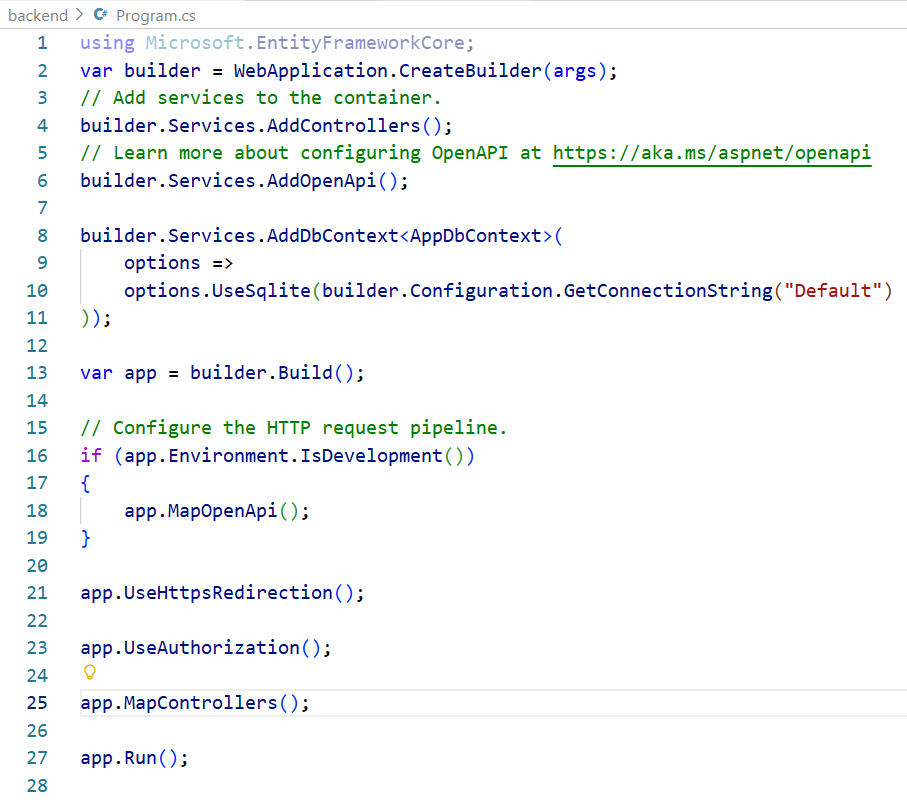 backend > C# Program.cs
1 using Microsoft.EntityFrameworkCore;
2 var builder = WebApplication.CreateBuilder(args);
3 // Add services to the container.
4 builder.Services.AddControllers();
5 // Learn more about configuring OpenAPI at https://aka.ms/aspnet/openapi
6 builder.Services.AddOpenApi();
7
8 builder.Services.AddDbContext<AppDbContext>(
9     options =>
10     options.UseSqlite(builder.Configuration.GetConnectionString("Default")
11 ));
12
13 var app = builder.Build();
14
15 // Configure the HTTP request pipeline.
16 if (app.Environment.IsDevelopment())
17 {
18     app.MapOpenApi();
19 }
20
21 app.UseHttpsRedirection();
22
23 app.UseAuthorization();
24
25 app.MapControllers();
26
27 app.Run();
28